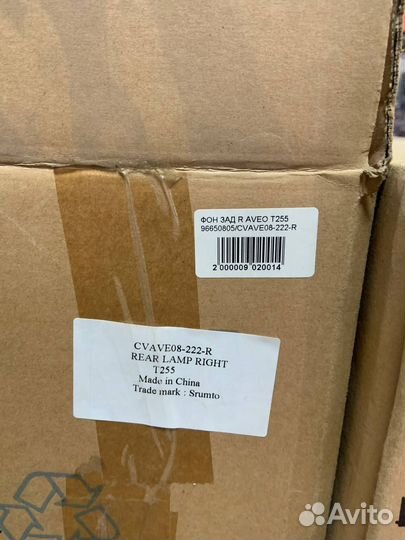 ФОН ЗАД R AVEO T255
96650805/CVAVE08-222-R
2 000009 020014
CVAVE08-222-R
REAR LAMP RIGHT
T255
Made in China
Trade mark : Srumto
Avito